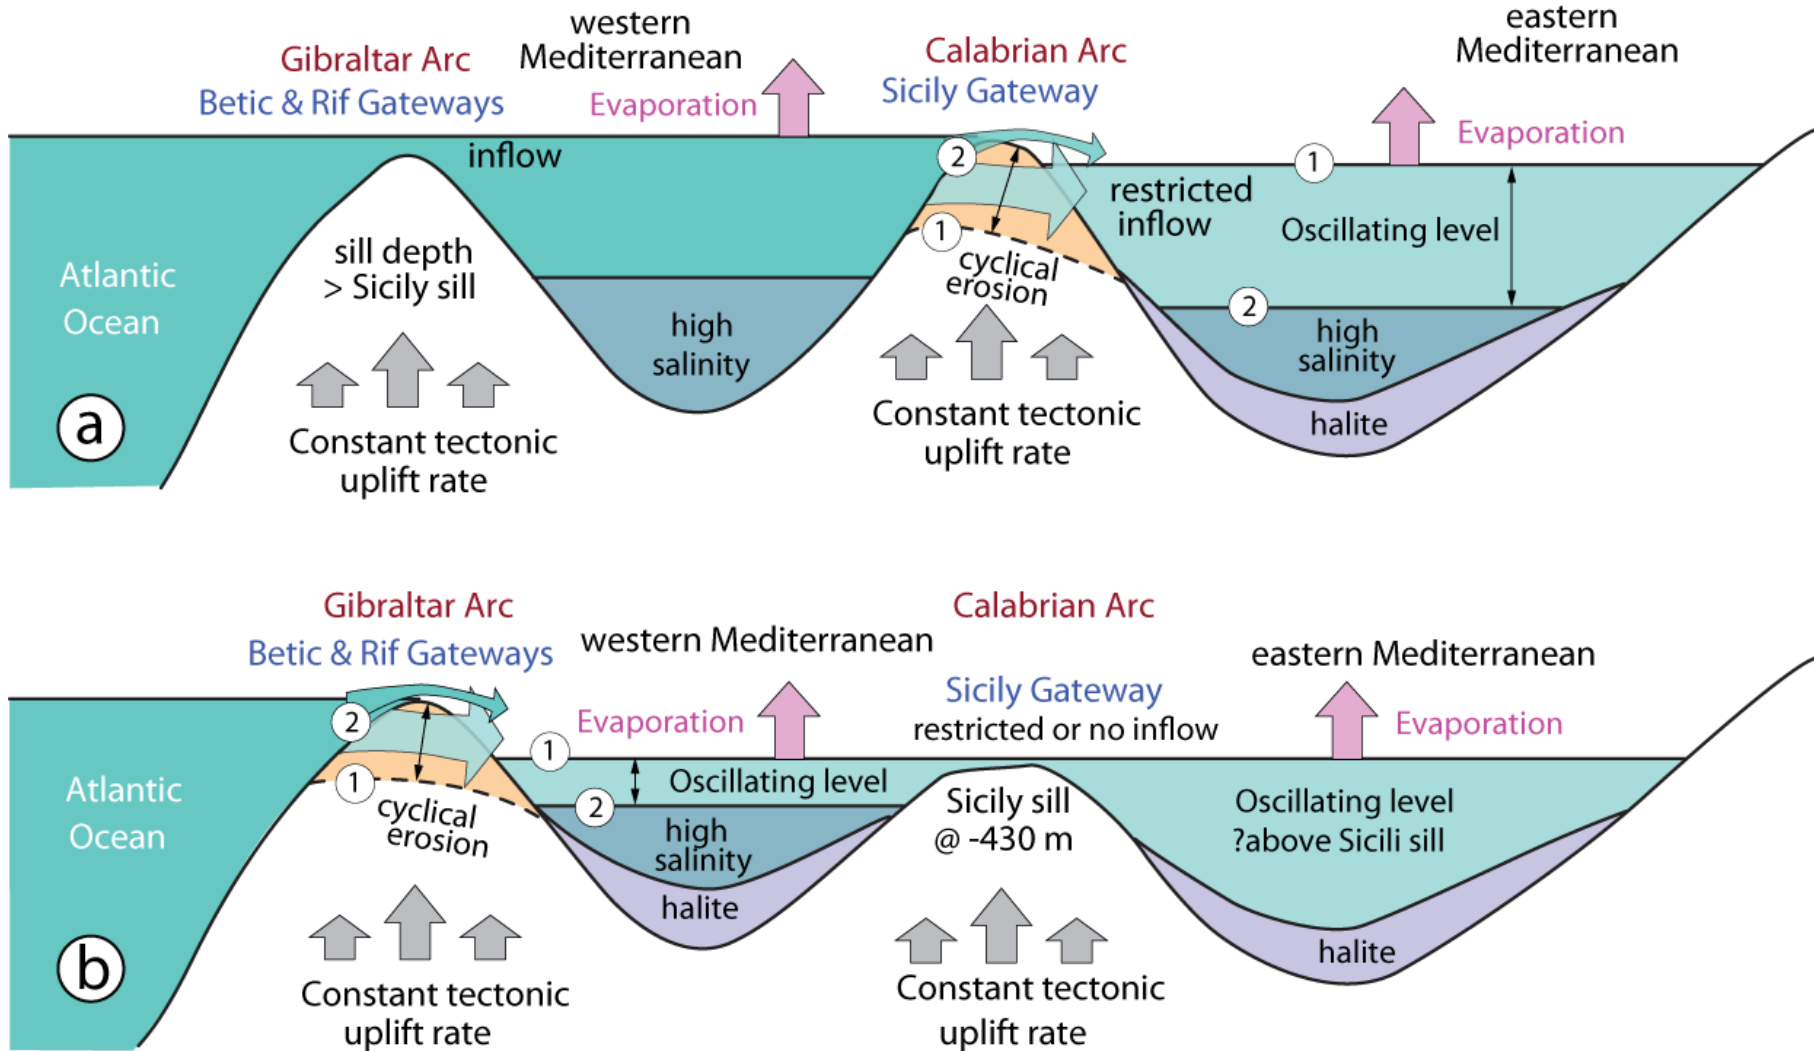 western
Mediterranean
eastern
Mediterranean
Gibraltar Arc
Betic & Rif Gateways
Evaporation
Calabrian Arc
Sicily Gateway
Evaporation
inflow
2
1
restricted
inflow
Oscillating level
sill depth
> Sicily sill
1
cyclical
erosion
Atlantic
Ocean
high
salinity
2
high
salinity
halite
a
Constant tectonic
uplift rate
Constant tectonic
uplift rate
Gibraltar Arc
Betic & Rif Gateways
western Mediterranean
Calabrian Arc
eastern Mediterranean
Sicily Gateway
restricted or no inflow
Evaporation
Evaporation
2
1
1
Oscillating level
2
cyclical
erosion
Atlantic
Ocean
high
salinity
halite
Sicily sill
@ -430 m
Oscillating level
?above Sicili sill
halite
b
Constant tectonic
uplift rate
Constant tectonic
uplift rate